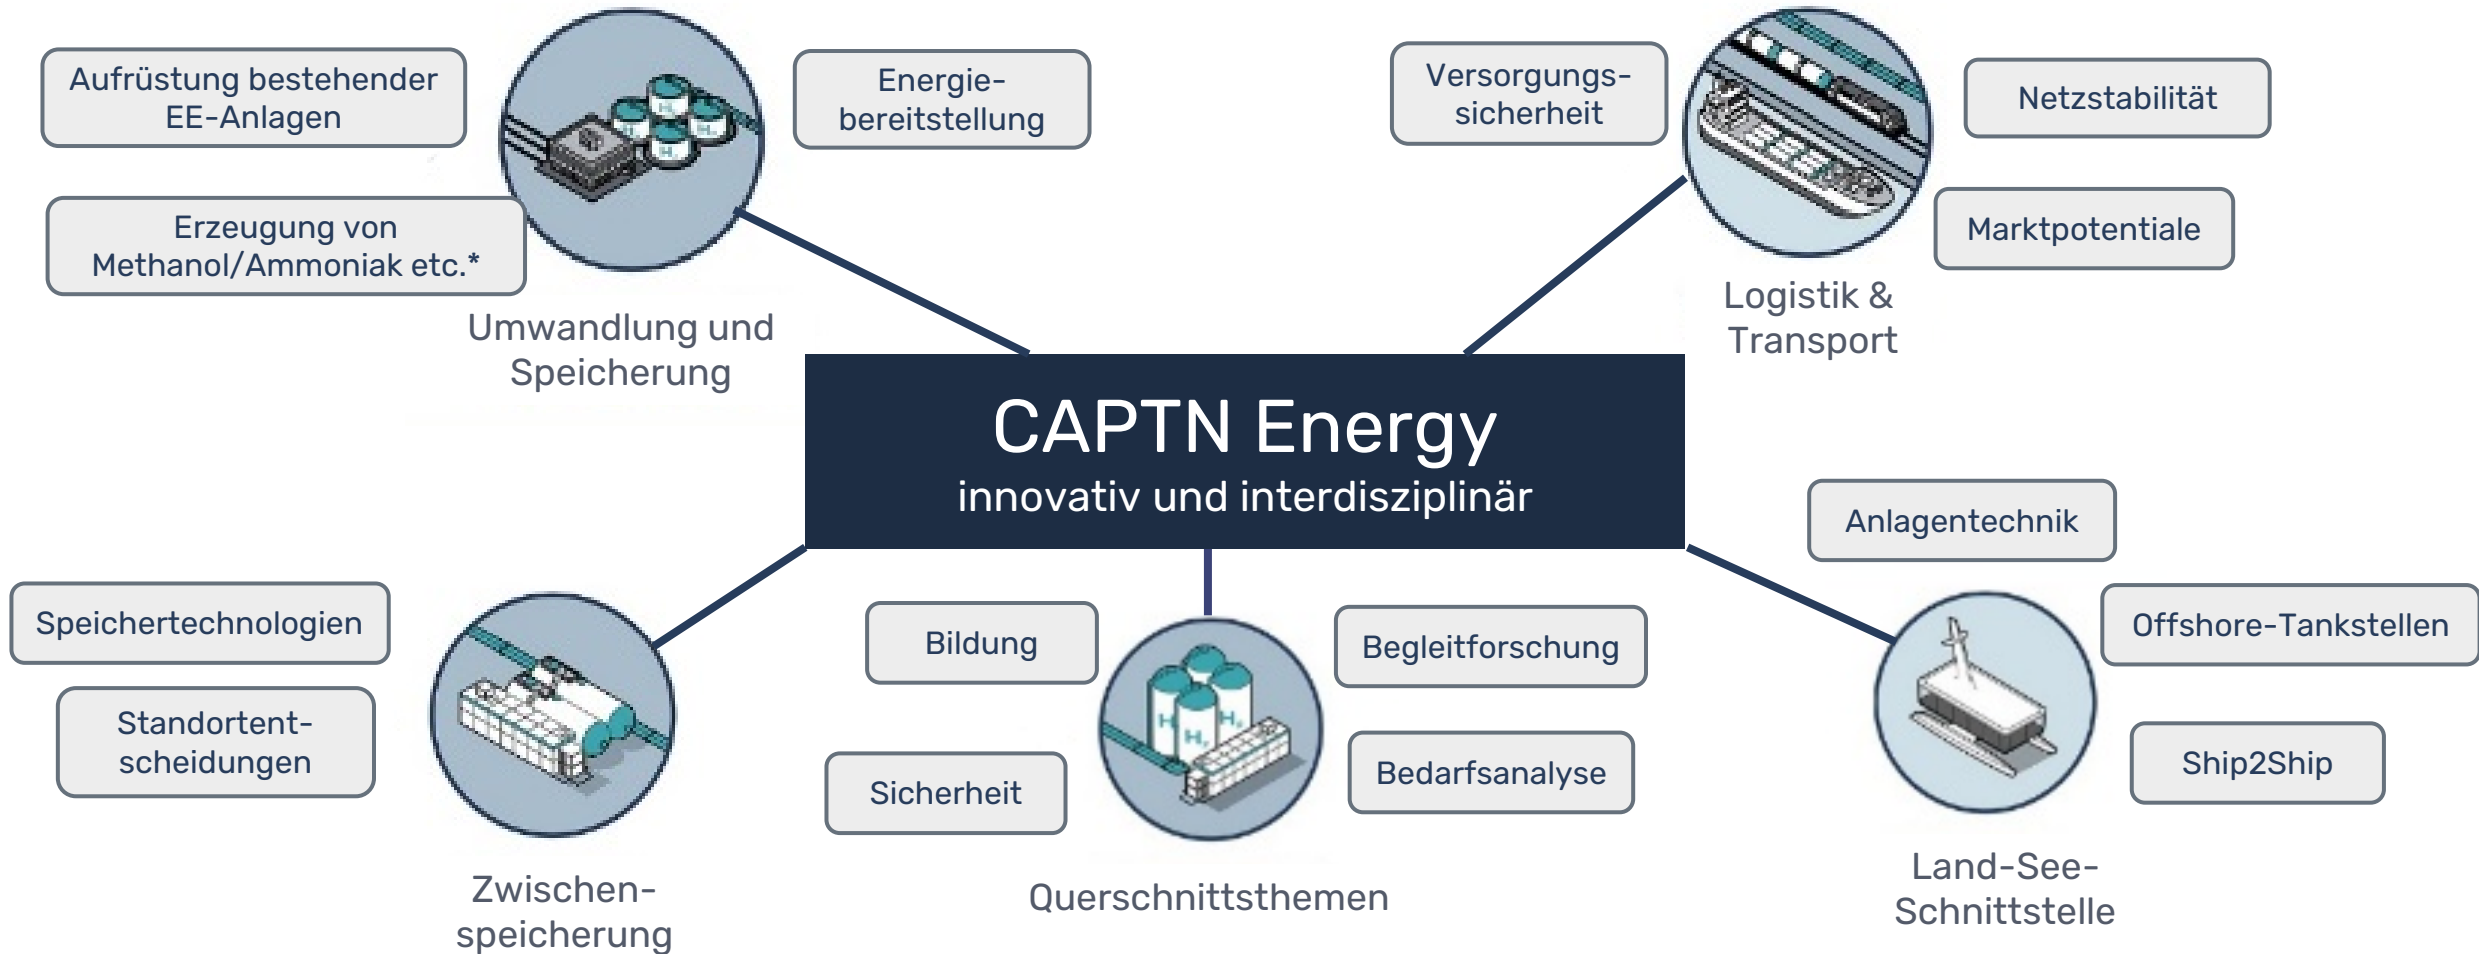 Aufrüstung bestehender
EE-Anlagen
Energie-
bereitstellung
Erzeugung von
Methanol/Ammoniak etc.*
Umwandlung und
Speicherung
Versorgungs-
sicherheit
Netzstabilität
Marktpotentiale
Logistik &
Transport
CAPTN Energy
innovativ und interdisziplinär
Speichertechnologien
Standortent-
scheidungen
Zwischen-
speicherung
Bildung
Begleitforschung
Sicherheit
Bedarfsanalyse
H₂
Querschnittsthemen
Anlagentechnik
Offshore-Tankstellen
Ship2Ship
Land-See-
Schnittstelle